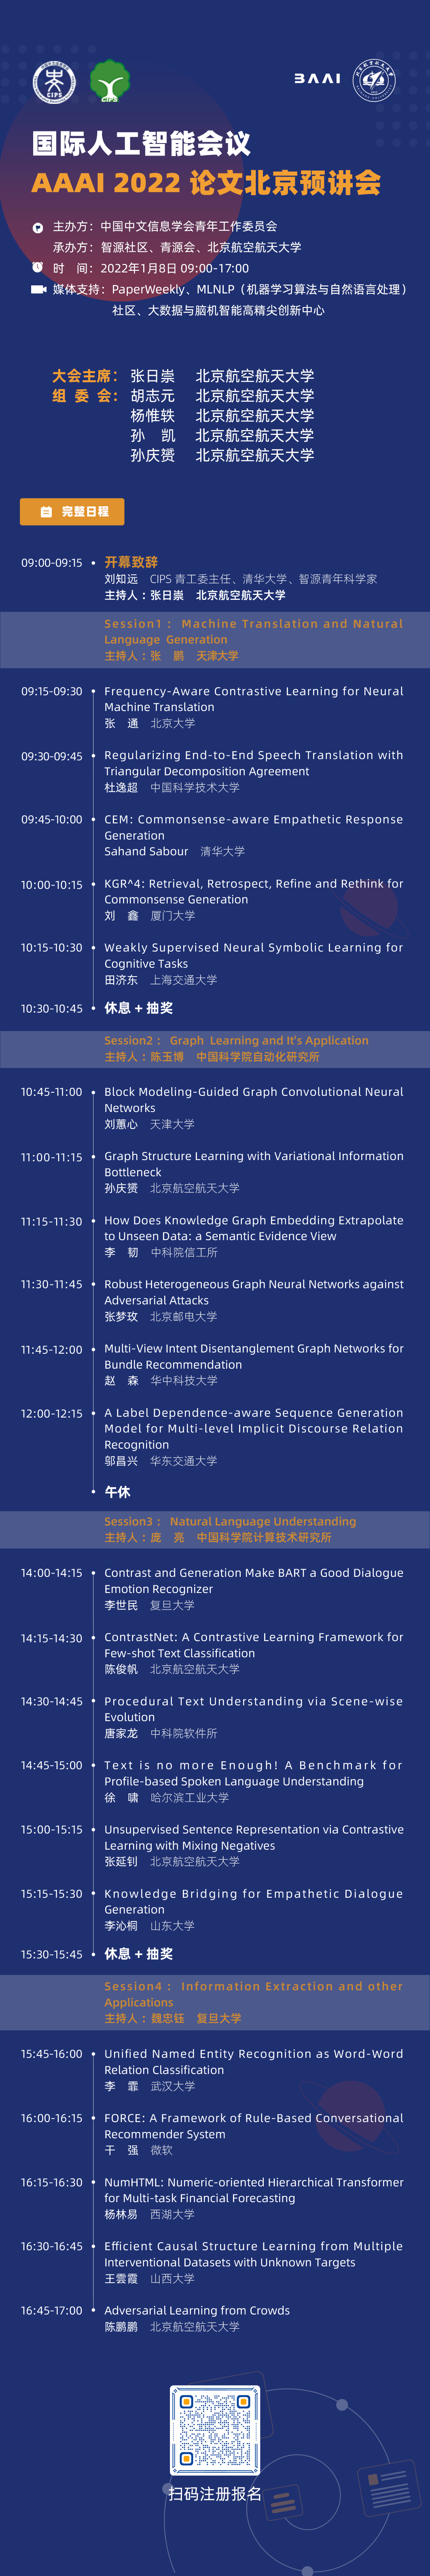 CIPS
CIPS
BAAI
国际人工智能会议
AAAI 2022 论文北京预讲会
主办方：中国中文信息学会青年工作委员会
承办方：智源社区、青源会、北京航空航天大学
时 间：2022年1月8日 09:00-17:00
媒体支持：PaperWeekly、MLNLP（机器学习算法与自然语言处理）
社区、大数据与脑机智能高精尖创新中心
大会主席： 张日崇 北京航空航天大学
组 委 会： 胡志元 北京航空航天大学
杨惟轶 北京航空航天大学
孙 凯 北京航空航天大学
孙庆赟 北京航空航天大学
完整日程
09:00-09:15 开幕致辞
刘知远 CIPS 青工委主任、清华大学、智源青年科学家
主持人：张日崇 北京航空航天大学
Session1： Machine Translation and Natural
Language Generation
主持人：张 鹏 天津大学
09:15-09:30 Frequency-Aware Contrastive Learning for Neural
Machine Translation
张 通 北京大学
09:30-09:45 Regularizing End-to-End Speech Translation with
Triangular Decomposition Agreement
杜逸超 中国科学技术大学
09:45-10:00 CEM: Commonsense-aware Empathetic Response
Generation
Sahand Sabour 清华大学
10:00-10:15 KGR^4: Retrieval, Retrospect, Refine and Rethink for
Commonsense Generation
刘 鑫 厦门大学
10:15-10:30 Weakly Supervised Neural Symbolic Learning for
Cognitive Tasks
田济东 上海交通大学
10:30-10:45 休息 + 抽奖
Session2： Graph Learning and It's Application
主持人：陈玉博 中国科学院自动化研究所
10:45-11:00 Block Modeling-Guided Graph Convolutional Neural
Networks
刘蕙心 天津大学
11:00-11:15 Graph Structure Learning with Variational Information
Bottleneck
孙庆赟 北京航空航天大学
11:15-11:30 How Does Knowledge Graph Embedding Extrapolate
to Unseen Data: a Semantic Evidence View
李 韧 中科院信工所
11:30-11:45 Robust Heterogeneous Graph Neural Networks against
Adversarial Attacks
张梦玫 北京邮电大学
11:45-12:00 Multi-View Intent Disentanglement Graph Networks for
Bundle Recommendation
赵 森 华中科技大学
12:00-12:15 A Label Dependence-aware Sequence Generation
Model for Multi-level Implicit Discourse Relation
Recognition
邬昌兴 华东交通大学
午休
Session3： Natural Language Understanding
主持人：庞 亮 中国科学院计算技术研究所
14:00-14:15 Contrast and Generation Make BART a Good Dialogue
Emotion Recognizer
李世民 复旦大学
14:15-14:30 ContrastNet: A Contrastive Learning Framework for
Few-shot Text Classification
陈俊帆 北京航空航天大学
14:30-14:45 Procedural Text Understanding via Scene-wise
Evolution
唐家龙 中科院软件所
14:45-15:00 Text is no more Enough! A Benchmark for
Profile-based Spoken Language Understanding
徐 啸 哈尔滨工业大学
15:00-15:15 Unsupervised Sentence Representation via Contrastive
Learning with Mixing Negatives
张延钊 北京航空航天大学
15:15-15:30 Knowledge Bridging for Empathetic Dialogue
Generation
李沁桐 山东大学
15:30-15:45 休息 + 抽奖
Session4： Information Extraction and other
Applications
主持人：魏忠钰 复旦大学
15:45-16:00 Unified Named Entity Recognition as Word-Word
Relation Classification
李 霏 武汉大学
16:00-16:15 FORCE: A Framework of Rule-Based Conversational
Recommender System
干 强 微软
16:15-16:30 NumHTML: Numeric-oriented Hierarchical Transformer
for Multi-task Financial Forecasting
杨林易 西湖大学
16:30-16:45 Efficient Causal Structure Learning from Multiple
Interventional Datasets with Unknown Targets
王雲霞 山西大学
16:45-17:00 Adversarial Learning from Crowds
陈鹏鹏 北京航空航天大学
扫码注册报名